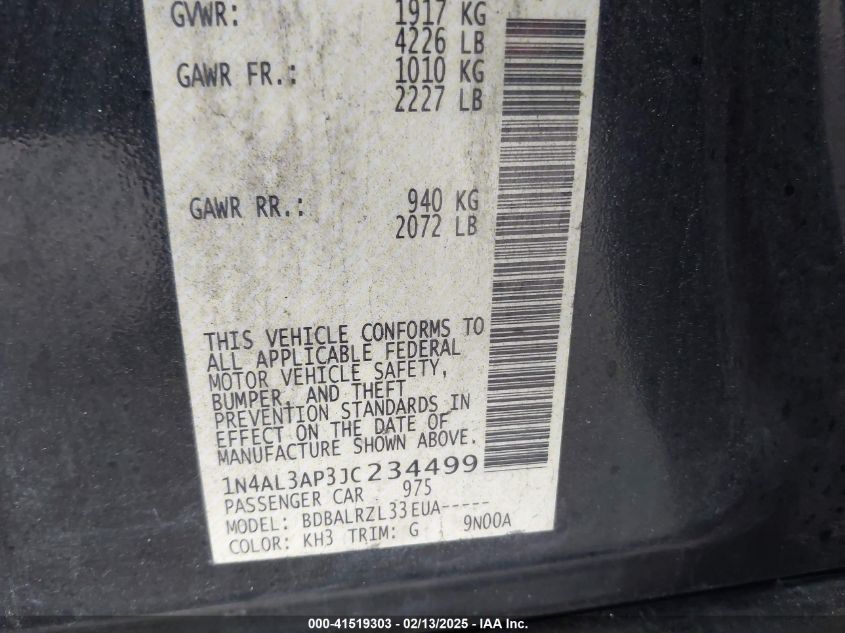 GVWR: 1917 KG
4226 LB
GAWR FR.: 1010 KG
2227 LB
GAWR RR.: 940 KG
2072 LB
THIS VEHICLE CONFORMS TO
ALL APPLICABLE FEDERAL
MOTOR VEHICLE SAFETY,
BUMPER, AND THEFT
PREVENTION STANDARDS IN
EFFECT ON THE DATE OF
MANUFACTURE SHOWN ABOVE.
1N4AL3AP3JC234499
PASSENGER CAR 975
MODEL: BDBALRZL33EUA-----
COLOR: KH3 TRIM: G 9N00A
000-41519303 - 02/13/2025 - IAA Inc.